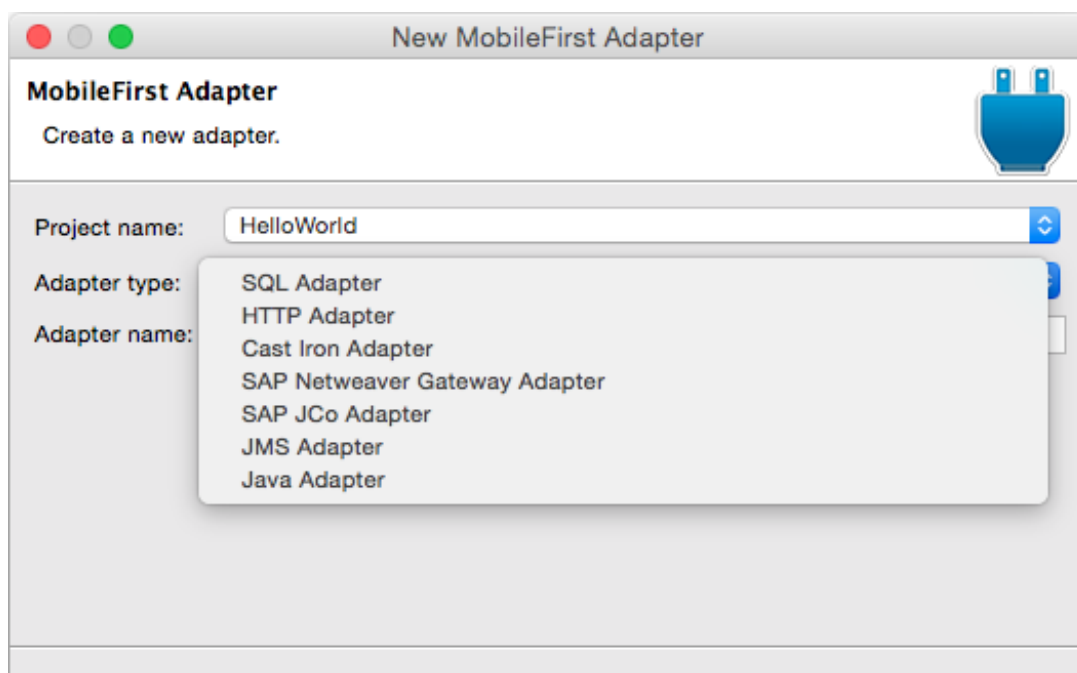 New MobileFirst Adapter
MobileFirst Adapter
Create a new adapter.
Project name: HelloWorld
Adapter type:
SQL Adapter
HTTP Adapter
Adapter name:
Cast Iron Adapter
SAP Netweaver Gateway Adapter
SAP JCo Adapter
JMS Adapter
Java Adapter